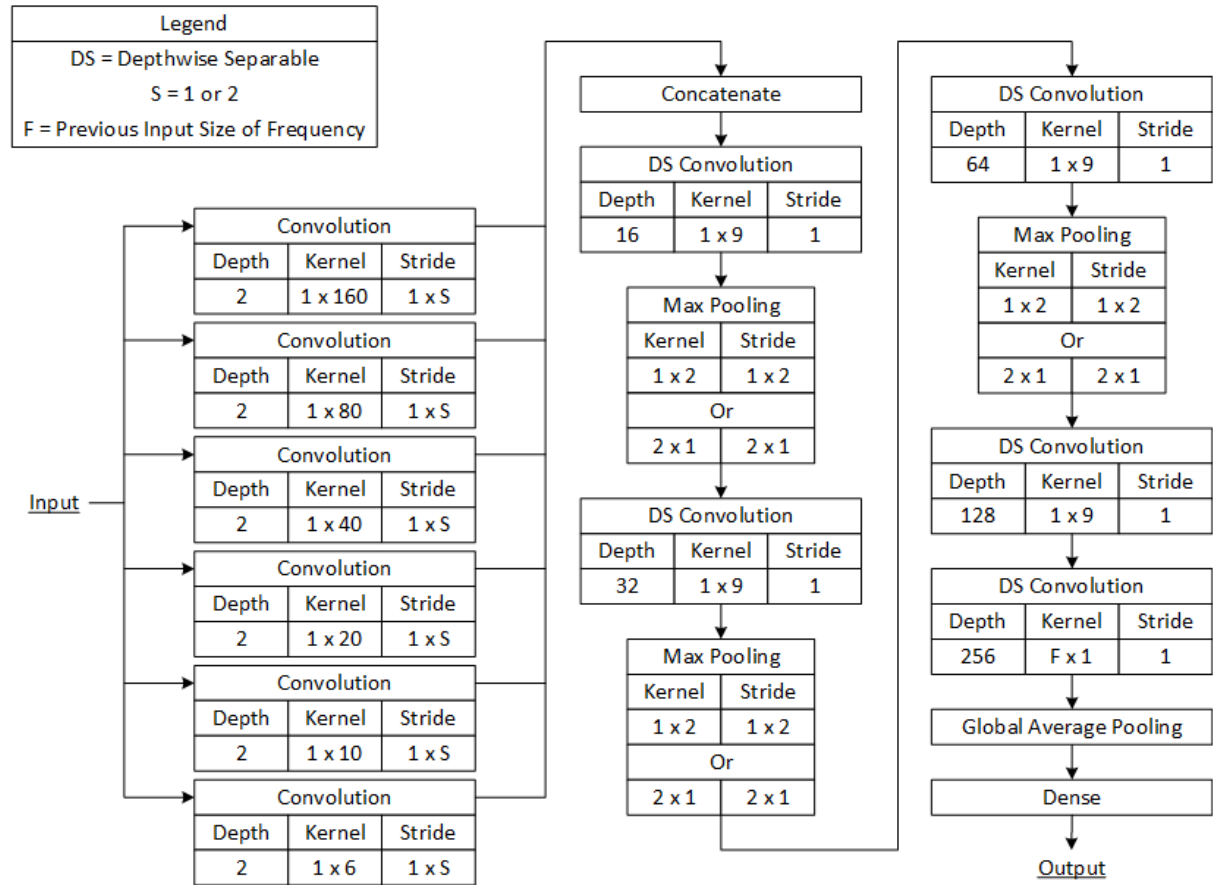 Legend
DS = Depthwise Separable
S = 1 or 2
F = Previous Input Size of Frequency
Input
Convolution
Depth Kernel Stride
2 1 x 160 1 x S
Convolution
Depth Kernel Stride
2 1 x 80 1 x S
Convolution
Depth Kernel Stride
2 1 x 40 1 x S
Convolution
Depth Kernel Stride
2 1 x 20 1 x S
Convolution
Depth Kernel Stride
2 1 x 10 1 x S
Convolution
Depth Kernel Stride
2 1 x 6 1 x S
Concatenate
DS Convolution
Depth Kernel Stride
16 1 x 9 1
Max Pooling
Kernel Stride
1 x 2 1 x 2
Or
2 x 1 2 x 1
DS Convolution
Depth Kernel Stride
32 1 x 9 1
Max Pooling
Kernel Stride
1 x 2 1 x 2
Or
2 x 1 2 x 1
DS Convolution
Depth Kernel Stride
64 1 x 9 1
Max Pooling
Kernel Stride
1 x 2 1 x 2
Or
2 x 1 2 x 1
DS Convolution
Depth Kernel Stride
128 1 x 9 1
DS Convolution
Depth Kernel Stride
256 F x 1 1
Global Average Pooling
Dense
Output